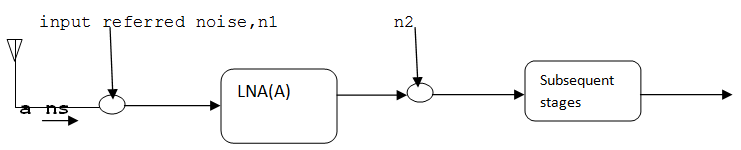 input referred noise,n1
n2
LNA(A)
Subsequent
stages
a ns